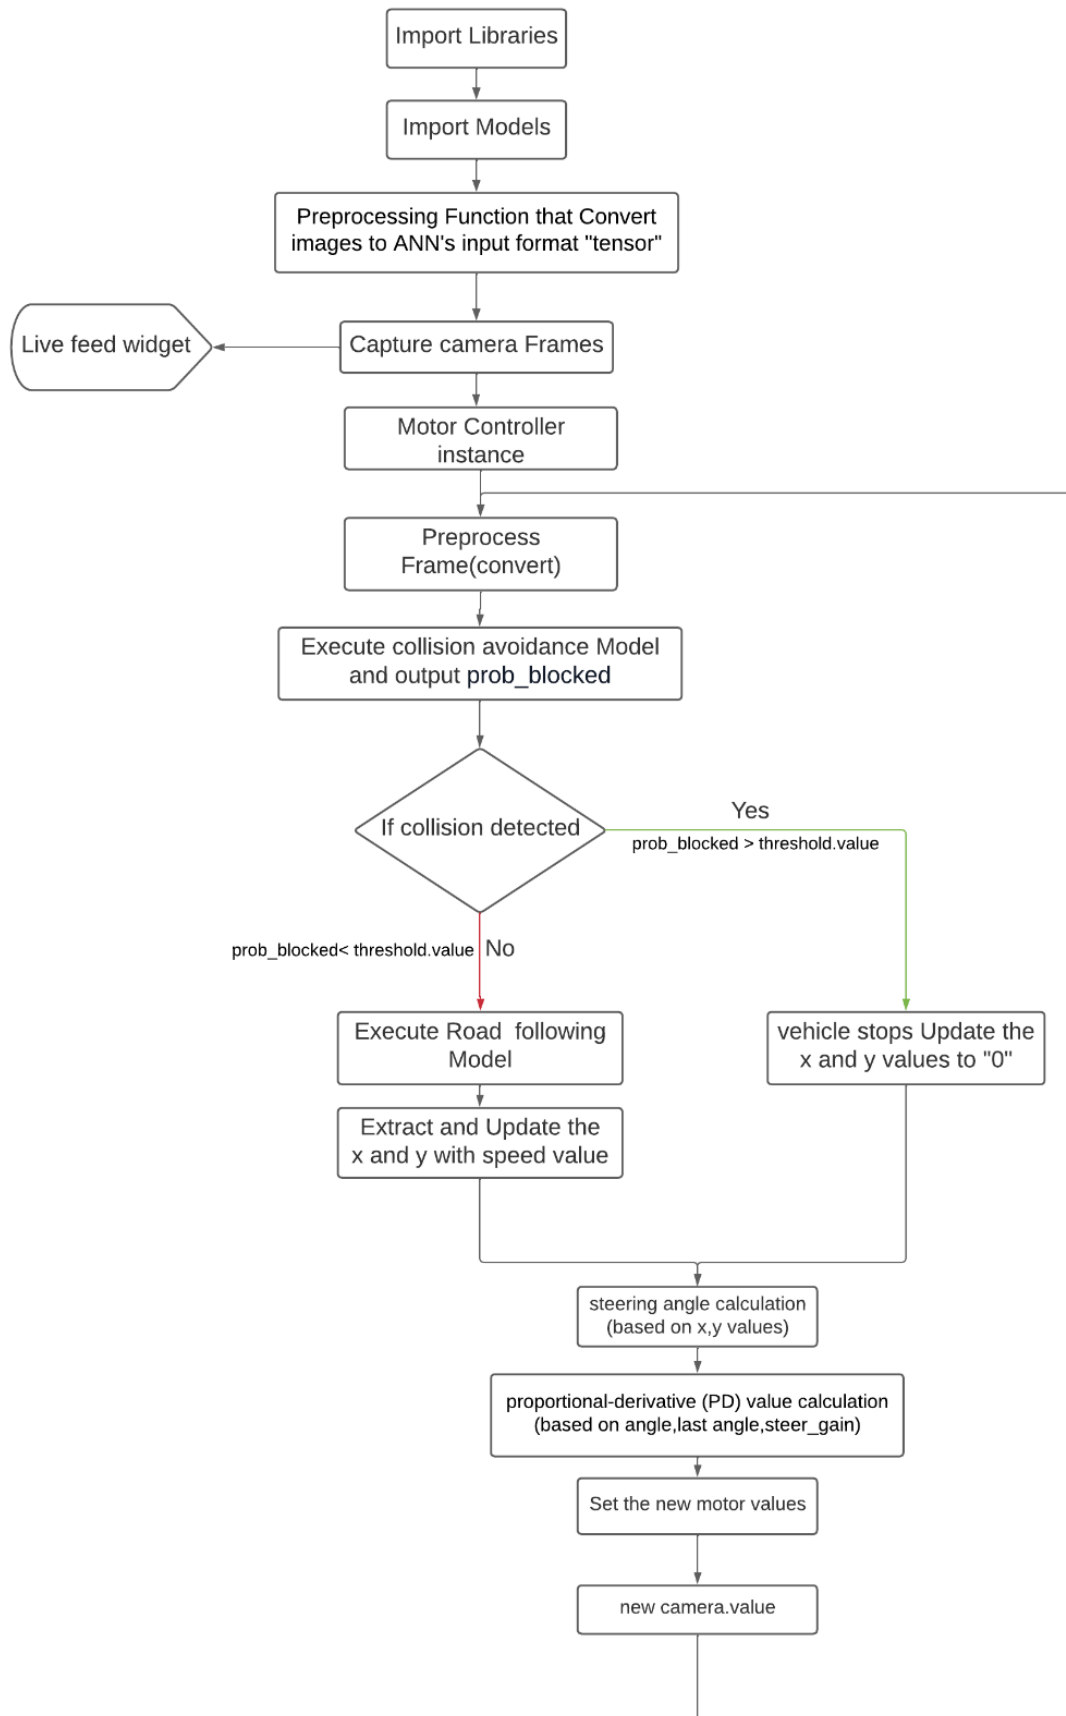 Import Libraries
Import Models
Preprocessing Function that Convert
images to ANN's input format "tensor"
Live feed widget
Capture camera Frames
Motor Controller
instance
Preprocess
Frame(convert)
Execute collision avoidance Model
and output prob_blocked
If collision detected
Yes
prob_blocked > threshold.value
prob_blocked< threshold.value
No
Execute Road following
Model
vehicle stops Update the
x and y values to "0"
Extract and Update the
x and y with speed value
steering angle calculation
(based on x,y values)
proportional-derivative (PD) value calculation
(based on angle,last angle,steer_gain)
Set the new motor values
new camera.value